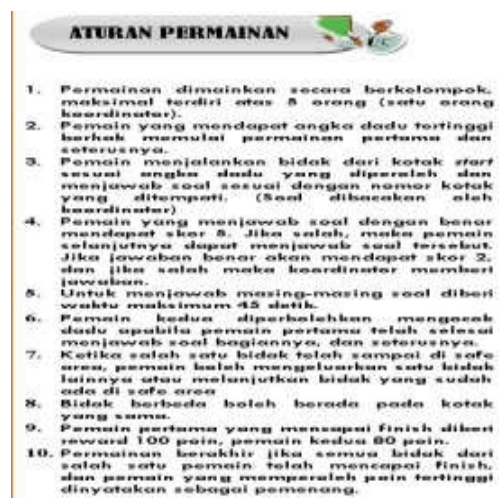 ATURAN PERMAINAN
1. Permainan dimainkan secara berkelompok,
maksimal terdiri atas 5 orang (satu orang
koordinator).
2. Pemain yang mendapat angka dadu tertinggi
berhak memulai permainan pertama dan
seterusnya.
3. Pemain menjalankan bidak dari kotak start
sesuai angka dadu yang diperoleh dan
menjawab soal sesuai dengan nomor kotak
yang ditempati. (Soal dibacakan oleh
koordinator)
4. Pemain yang menjawab soal dengan benar
mendapat skor 5. Jika salah, maka pemain
selanjutnya dapat menjawab soal tersebut.
Jika jawaban benar akan mendapat skor 2,
dan jika salah maka koordinator memberi
jawaban.
5. Untuk menjawab masing-masing soal diberi
waktu maksimum 45 detik.
6. Pemain kedua diperbolehkan mengocok
dadu apabila pemain pertama telah selesai
menjawab soal bagiannya, dan seterusnya.
7. Ketika salah satu bidak telah sampai di safe
area, pemain boleh mengeluarkan satu bidak
lainnya atau melanjutkan bidak yang sudah
ada di safe area
8. Bidak berbeda boleh berada pada kotak
yang sama.
9. Pemain pertama yang mencapai finish diberi
reward 100 poin, pemain kedua 80 poin.
10. Permainan berakhir jika semua bidak dari
salah satu pemain telah mencapai finish,
dan pemain yang memperoleh poin tertinggi
dinyatakan sebagai pemenang.